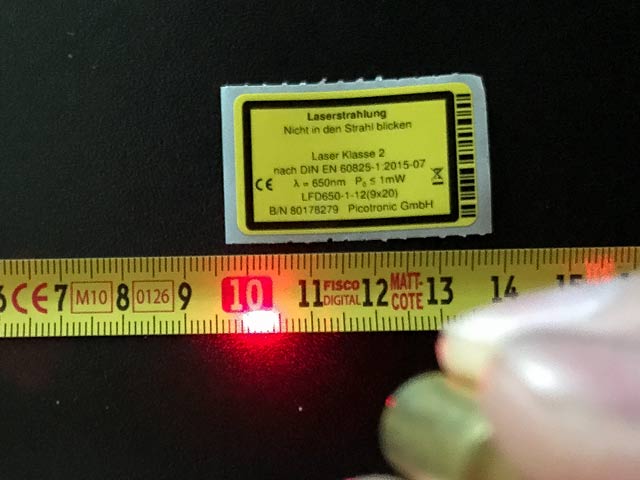 Laserstrahlung
Nicht in den Strahl blicken
Laser Klasse 2
nach DIN EN 60825-1:2015-07
CE λ = 650nm P₀ ≤ 1mW
LFD650-1-12(9x20)
B/N 80178279 Picotronic GmbH
6 CE 7 M10 8 0126 9 10 11 FISCO DIGITAL 12 MATT-COTE 13 14 15